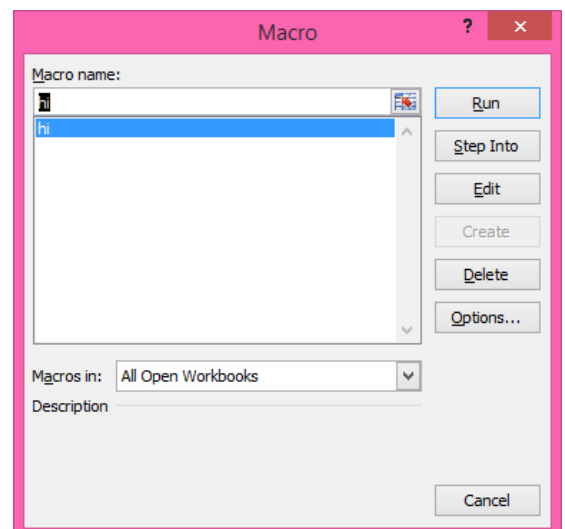 Macro ? ×
Macro name:
hi
hi
Run
Step Into
Edit
Create
Delete
Options...
Macros in: All Open Workbooks
Description
Cancel